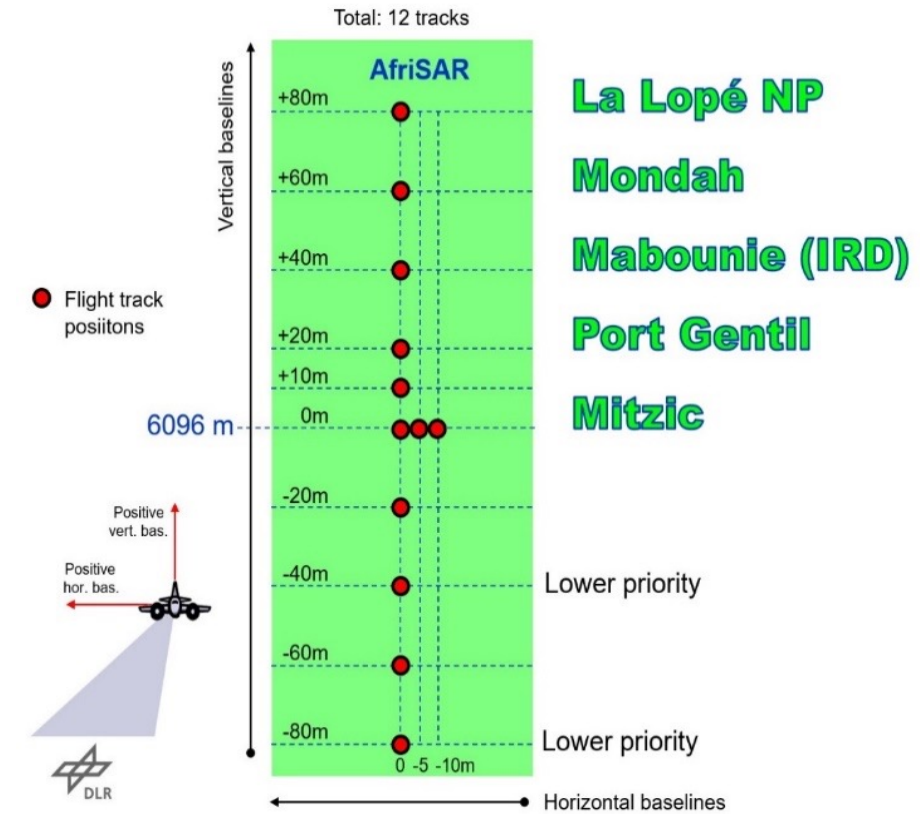 Total: 12 tracks
AfriSAR
Vertical baselines
+80m
La Lopé NP
+60m
Mondah
+40m
Mabounie (IRD)
Flight track
posiitons
+20m
Port Gentil
+10m
0m
Mitzic
6096 m
-20m
Positive
vert. bas.
Positive
hor. bas.
-40m
Lower priority
-60m
-80m
Lower priority
0 -5 -10m
DLR
Horizontal baselines